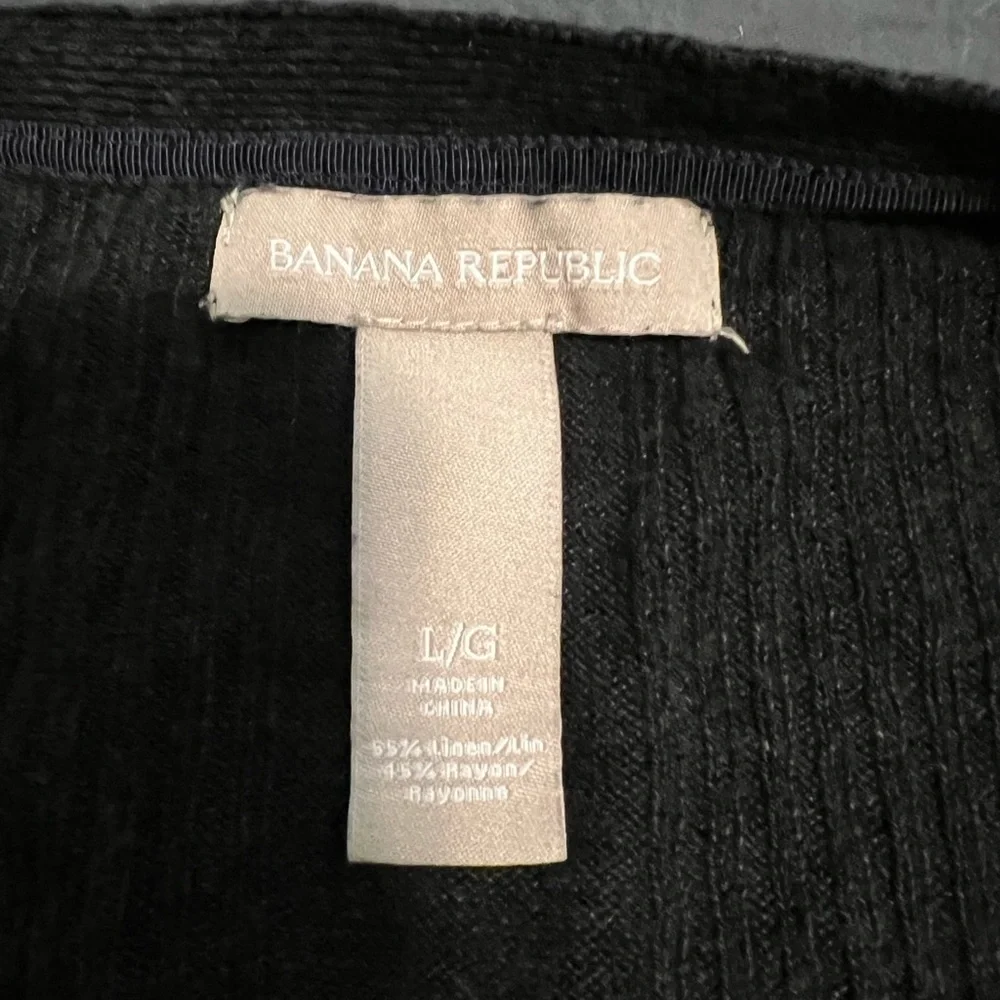 BANANA REPUBLIC
L/G
MADE IN
CHINA
55% Linen/Lin
45% Rayon/
Rayonne